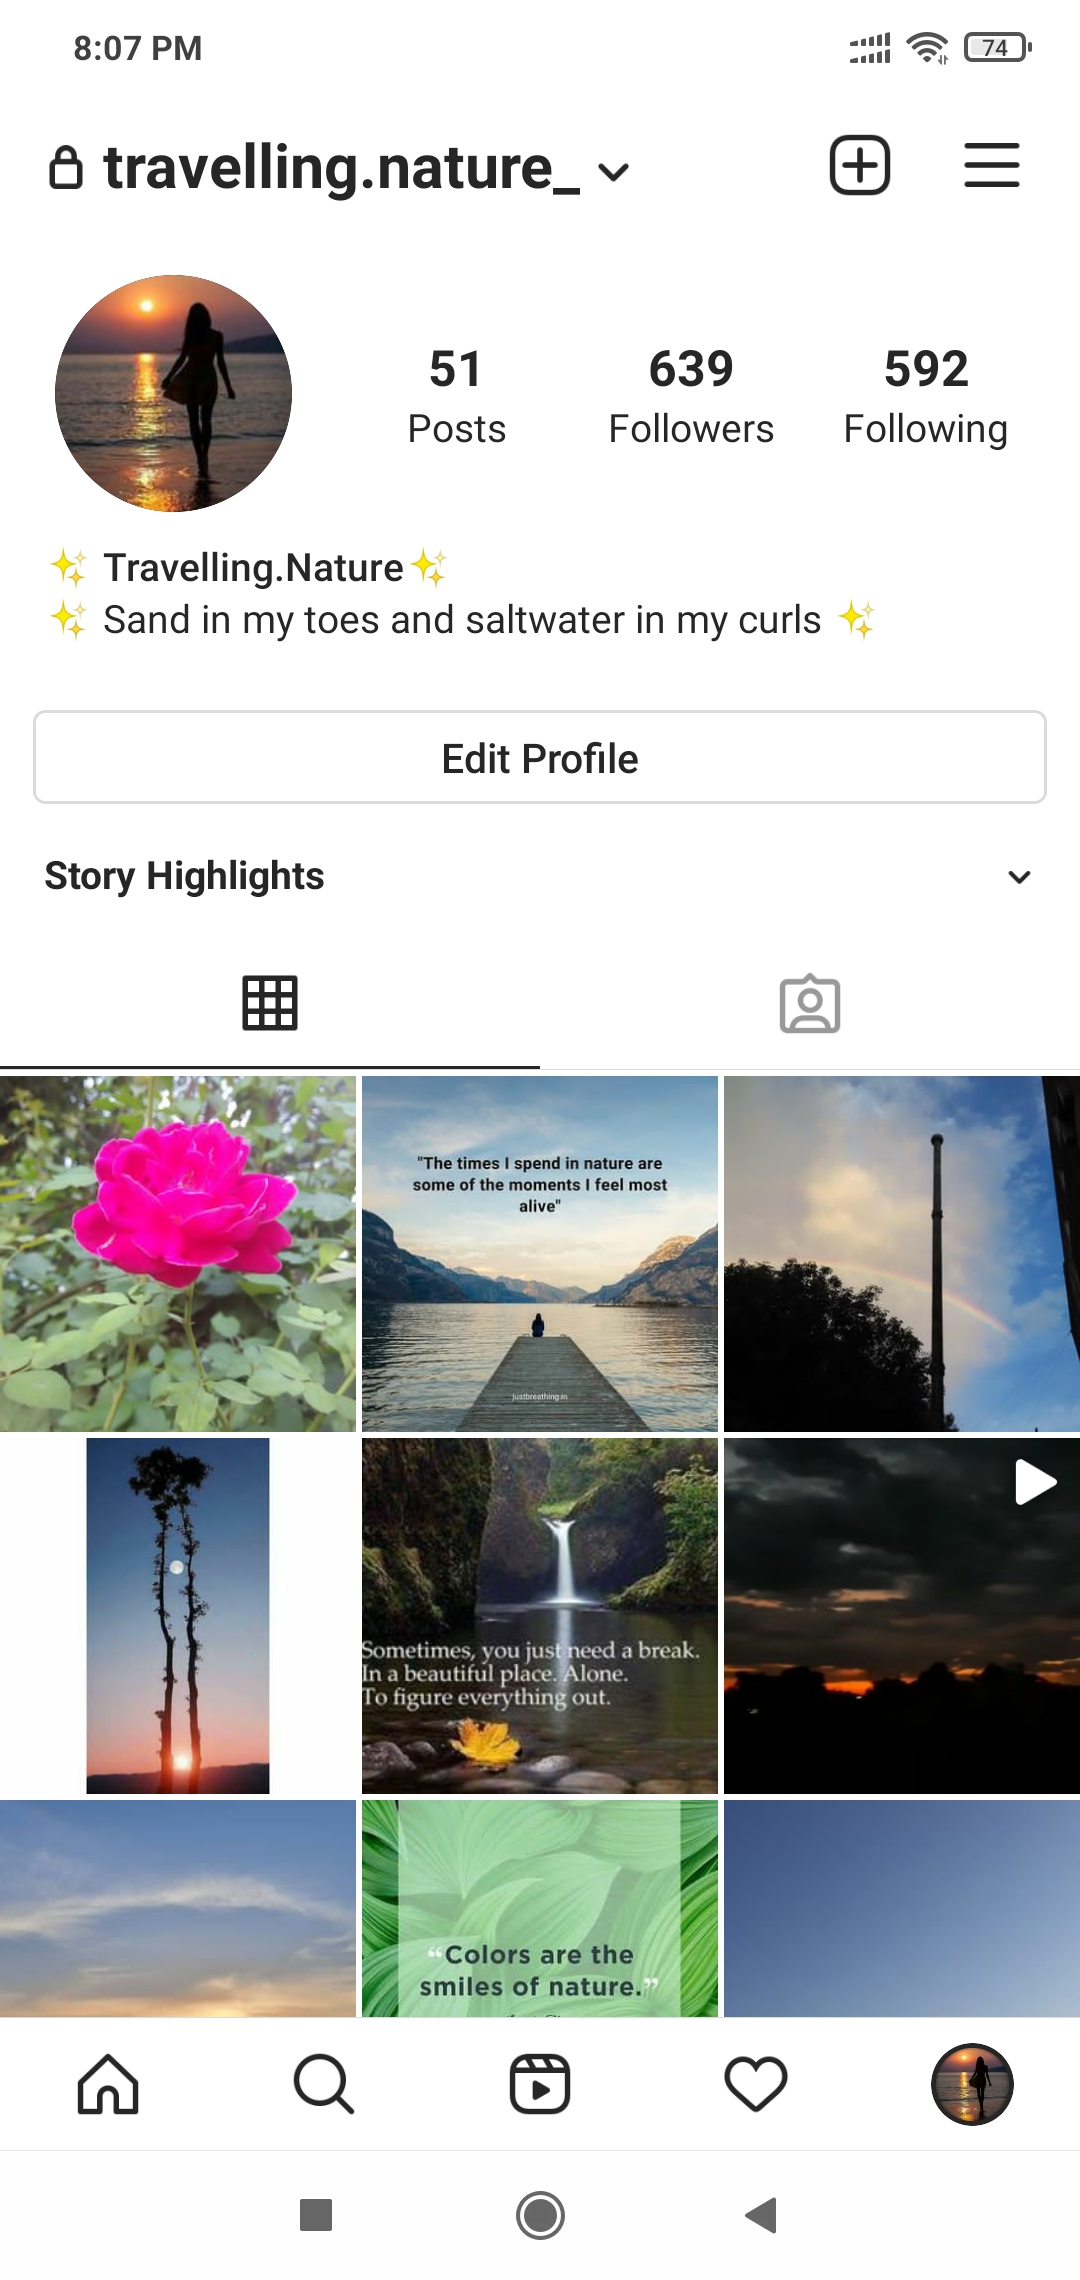 8:07 PM
74
travelling.nature_
51
Posts
639
Followers
592
Following
✨ Travelling.Nature✨
✨ Sand in my toes and saltwater in my curls ✨
Edit Profile
Story Highlights
"The times I spend in nature are
some of the moments I feel most
alive"
justbreathing.in
Sometimes, you just need a break.
In a beautiful place. Alone.
To figure everything out.
“Colors are the
smiles of nature.”